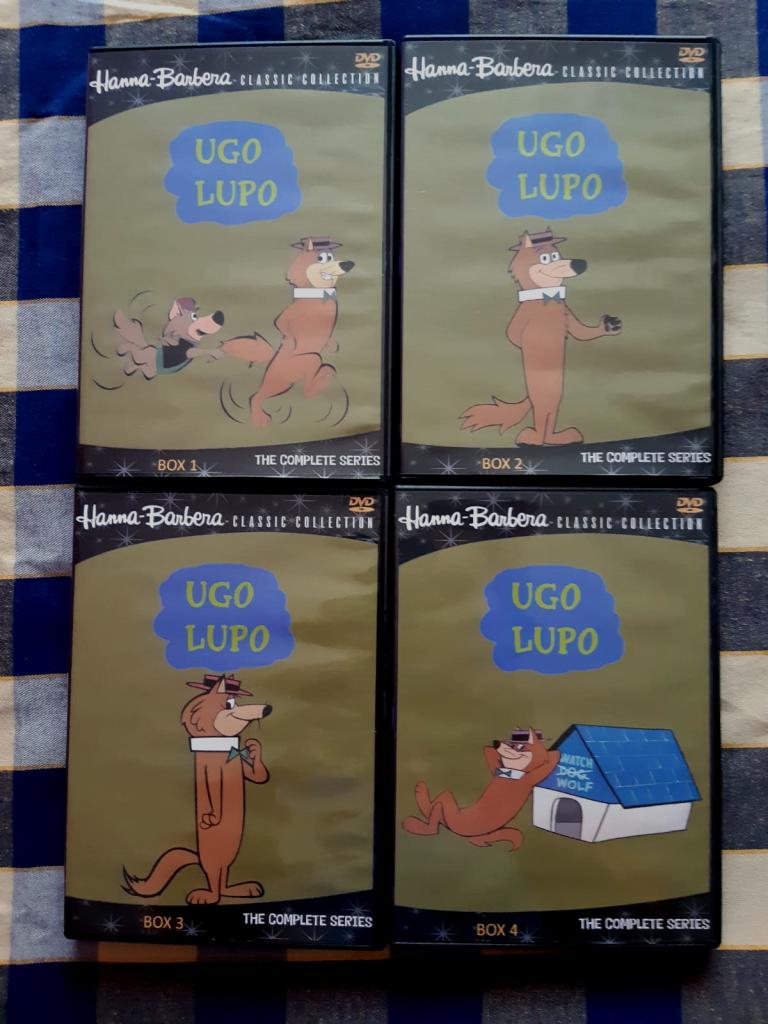 DVD
Hanna-Barbera CLASSIC COLLECTION
UGO
LUPO
BOX 1
THE COMPLETE SERIES
DVD
Hanna-Barbera CLASSIC COLLECTION
UGO
LUPO
BOX 2
THE COMPLETE SERIES
DVD
Hanna-Barbera CLASSIC COLLECTION
UGO
LUPO
BOX 3
THE COMPLETE SERIES
DVD
Hanna-Barbera CLASSIC COLLECTION
UGO
LUPO
WATCH
DOG
WOLF
BOX 4
THE COMPLETE SERIES